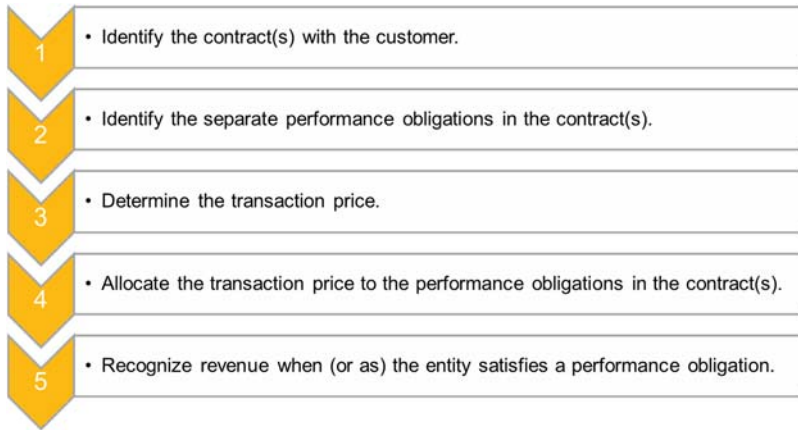 1
• Identify the contract(s) with the customer.
2
• Identify the separate performance obligations in the contract(s).
3
• Determine the transaction price.
4
• Allocate the transaction price to the performance obligations in the contract(s).
5
• Recognize revenue when (or as) the entity satisfies a performance obligation.